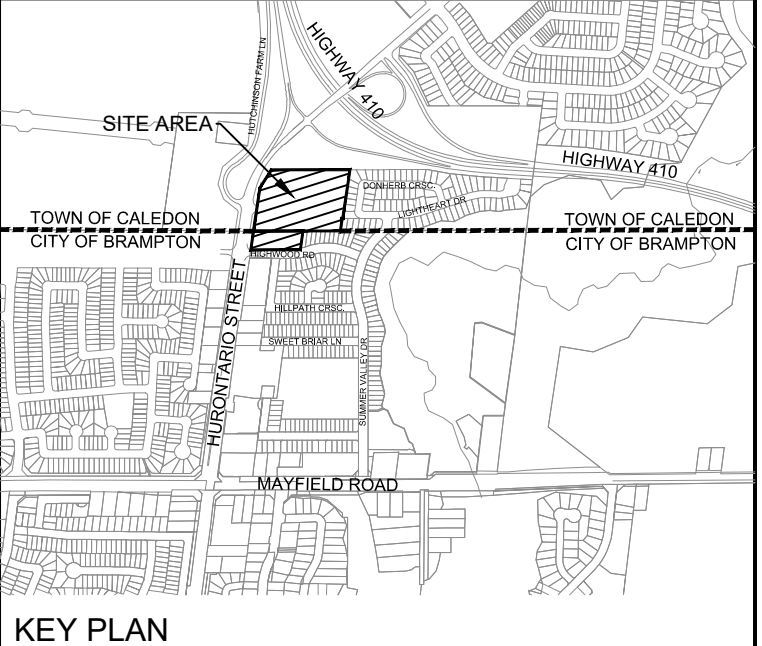 HUTCHINSON FARM LN
HIGHWAY 410
SITE AREA
HIGHWAY 410
DONHERB CRSC.
LIGHTHEART DR
TOWN OF CALEDON
TOWN OF CALEDON
CITY OF BRAMPTON
CITY OF BRAMPTON
HIGHWOOD RD
HURONTARIO STREET
HILLPATH CRSC.
SWEET BRIAR LN
SUMMER VALLEY DR
MAYFIELD ROAD
KEY PLAN